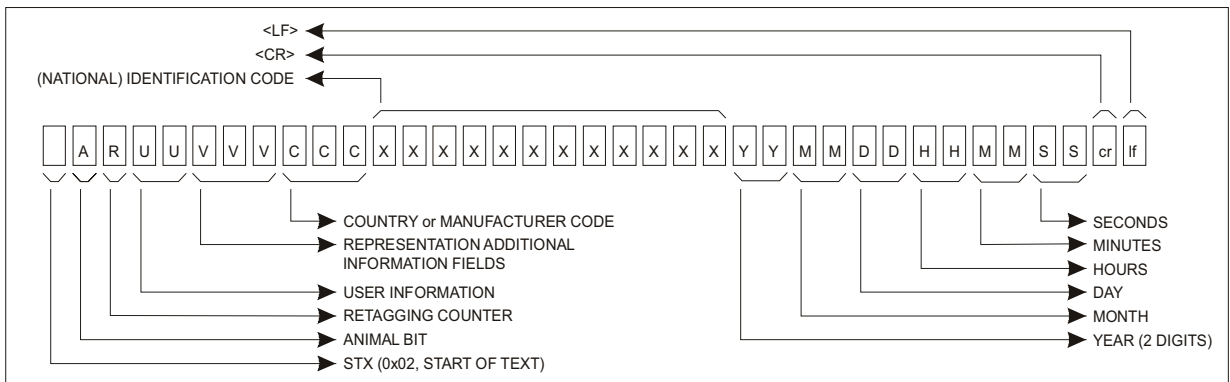 <LF>
<CR>
(NATIONAL) IDENTIFICATION CODE
A R U U V V V C C C X X X X X X X X X X X X Y Y M M D D H H M M S S cr lf
COUNTRY or MANUFACTURER CODE
REPRESENTATION ADDITIONAL
INFORMATION FIELDS
USER INFORMATION
RETAGGING COUNTER
ANIMAL BIT
STX (0x02, START OF TEXT)
SECONDS
MINUTES
HOURS
DAY
MONTH
YEAR (2 DIGITS)